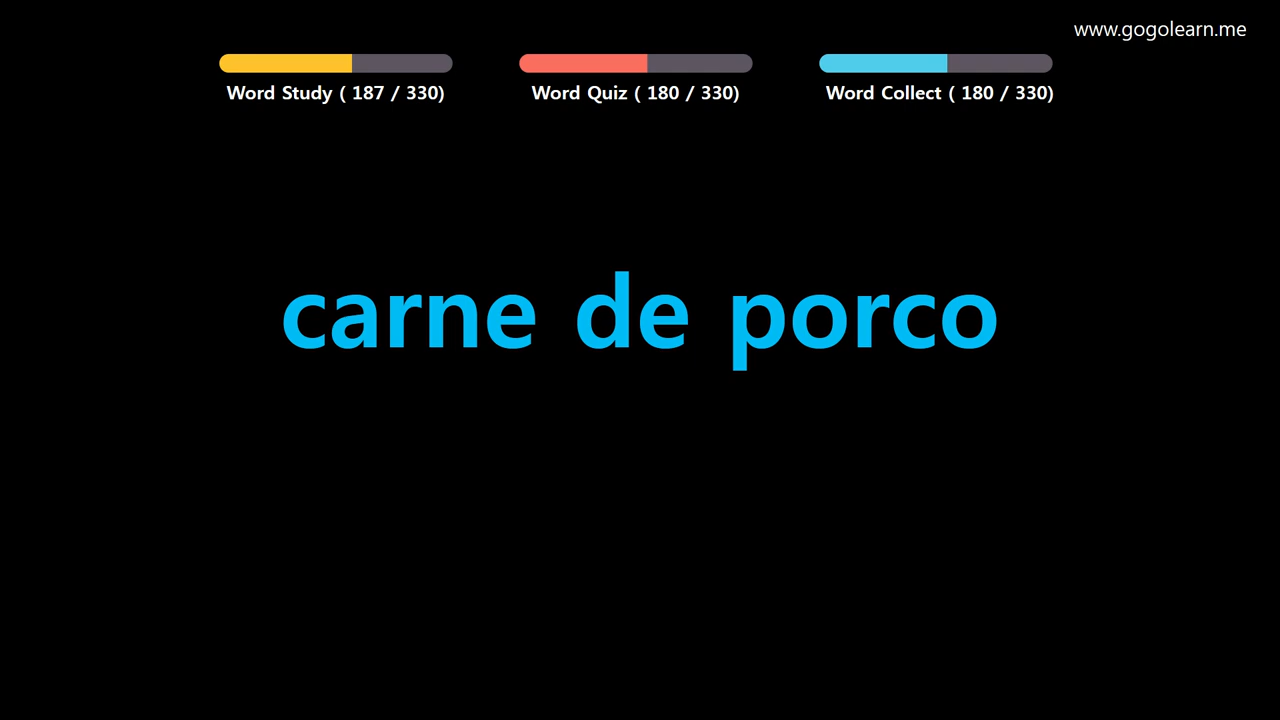 www.gogolearn.me
Word Study ( 187 / 330)
Word Quiz ( 180 / 330)
Word Collect ( 180 / 330)
carne de porco